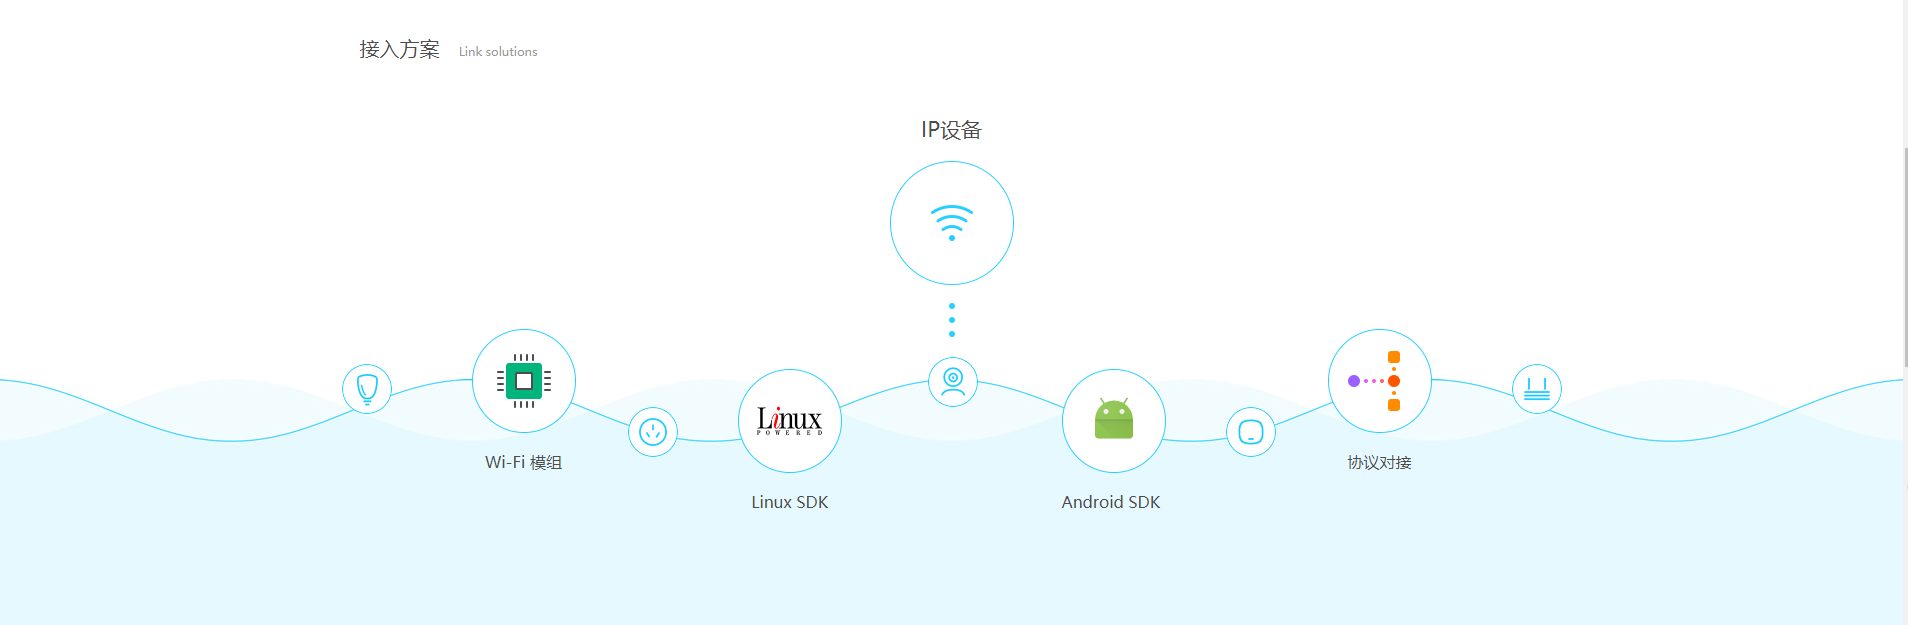 接入方案 Link solutions
IP设备
Linux
POWERED
Wi-Fi 模组
协议对接
Linux SDK
Android SDK